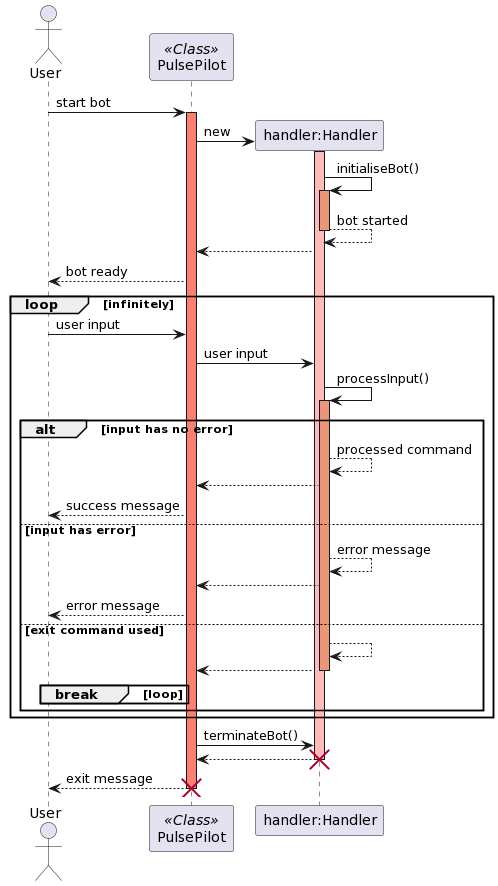 User
«Class»
PulsePilot
start bot
new
handler:Handler
initialiseBot()
bot started
bot ready
loop [infinitely]
user input
user input
processInput()
alt [input has no error]
processed command
success message
[input has error]
error message
error message
[exit command used]
break [loop]
terminateBot()
exit message
User
«Class»
PulsePilot
handler:Handler